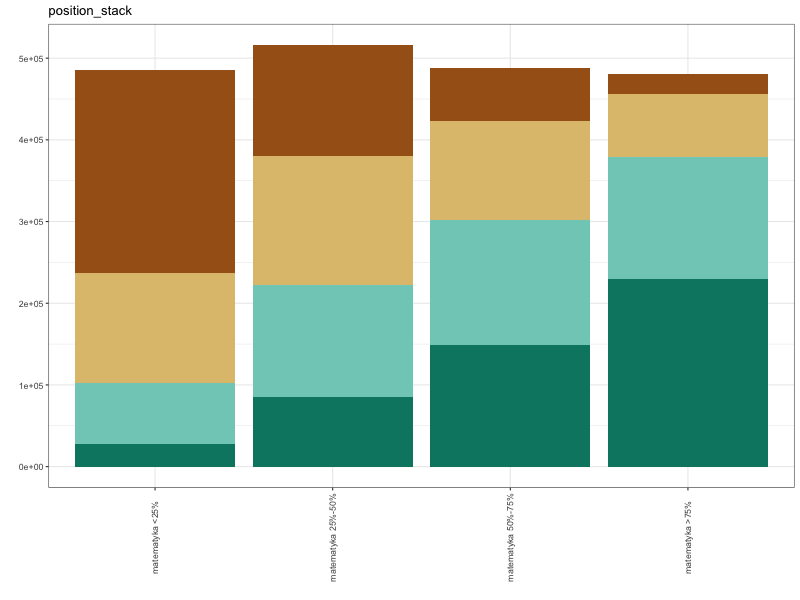 position_stack
5e+05
4e+05
3e+05
2e+05
1e+05
0e+00
matematyka <25%
matematyka 25%-50%
matematyka 50%-75%
matematyka >75%